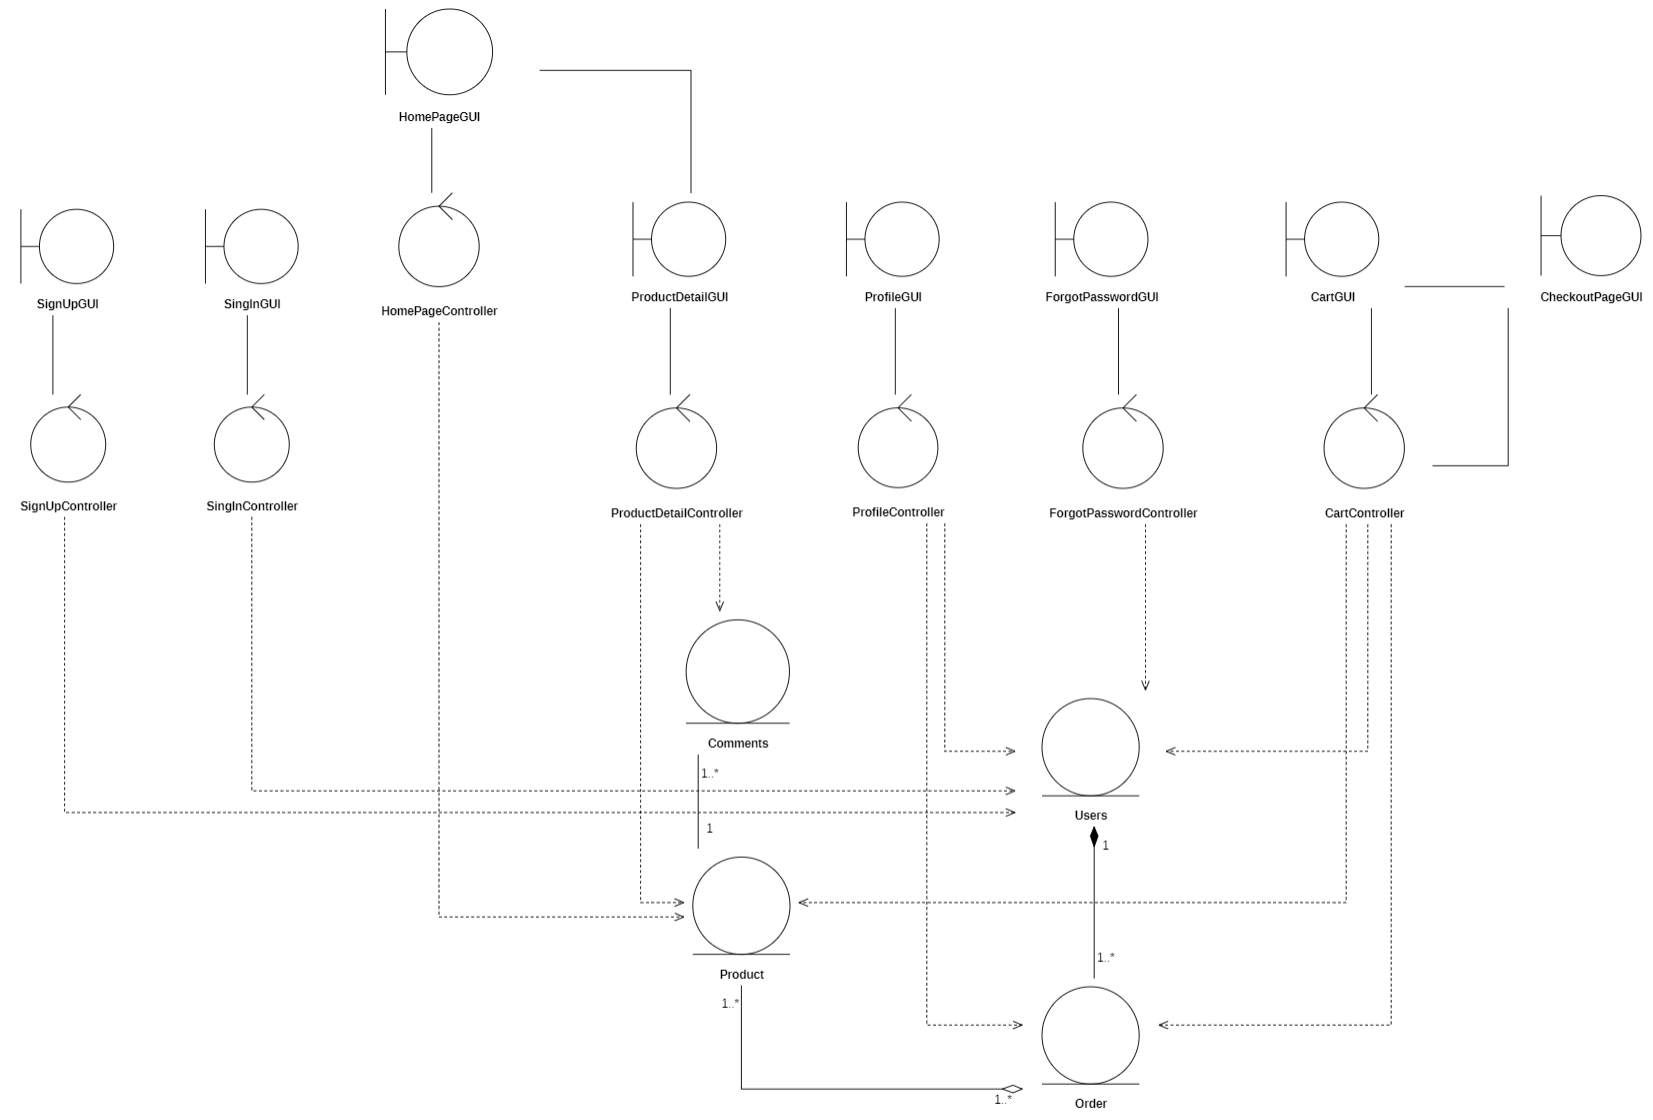 HomePageGUI
SignUpGUI
SingInGUI
HomePageController
ProductDetailGUI
ProfileGUI
ForgotPasswordGUI
CartGUI
CheckoutPageGUI
SignUpController
SingInController
ProductDetailController
ProfileController
ForgotPasswordController
CartController
Comments
1..*
1
Users
1
1..*
Product
1..*
1..*
Order